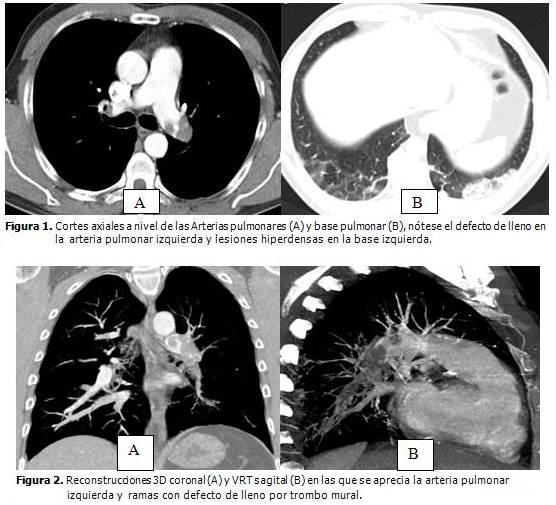 A
B
Figura 1. Cortes axiales a nivel de las Arterias pulmonares (A) y base pulmonar (B), nótese el defecto de lleno en
la arteria pulmonar izquierda y lesiones hiperdensas en la base izquierda.
A
B
Figura 2. Reconstrucciones 3D coronal (A) y VRT sagital (B) en las que se aprecia la arteria pulmonar
izquierda y ramas con defecto de lleno por trombo mural.